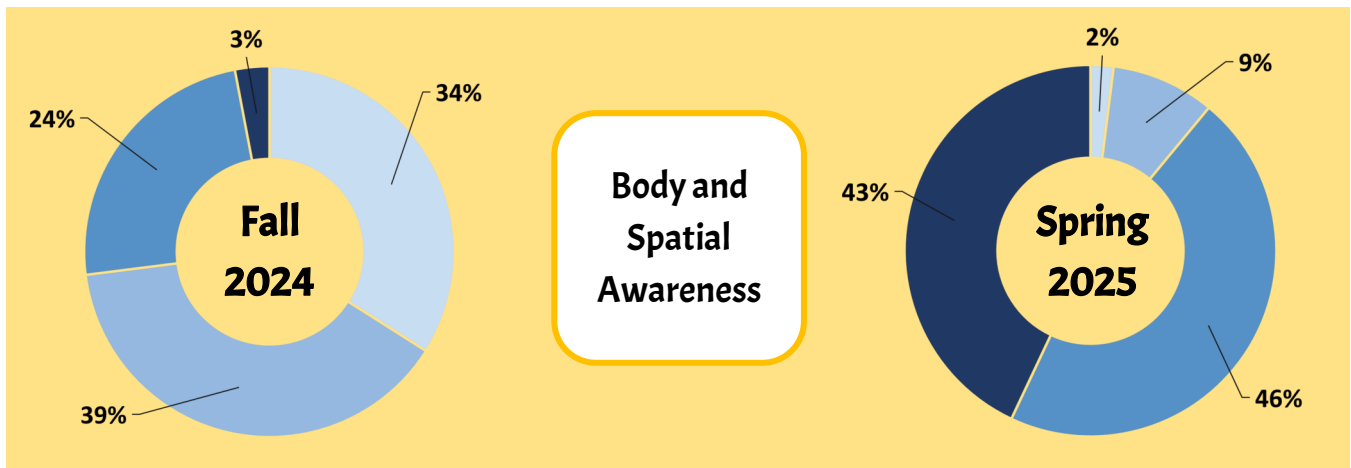 3%
34%
24%
39%
Fall
2024
Body and
Spatial
Awareness
2%
9%
43%
46%
Spring
2025